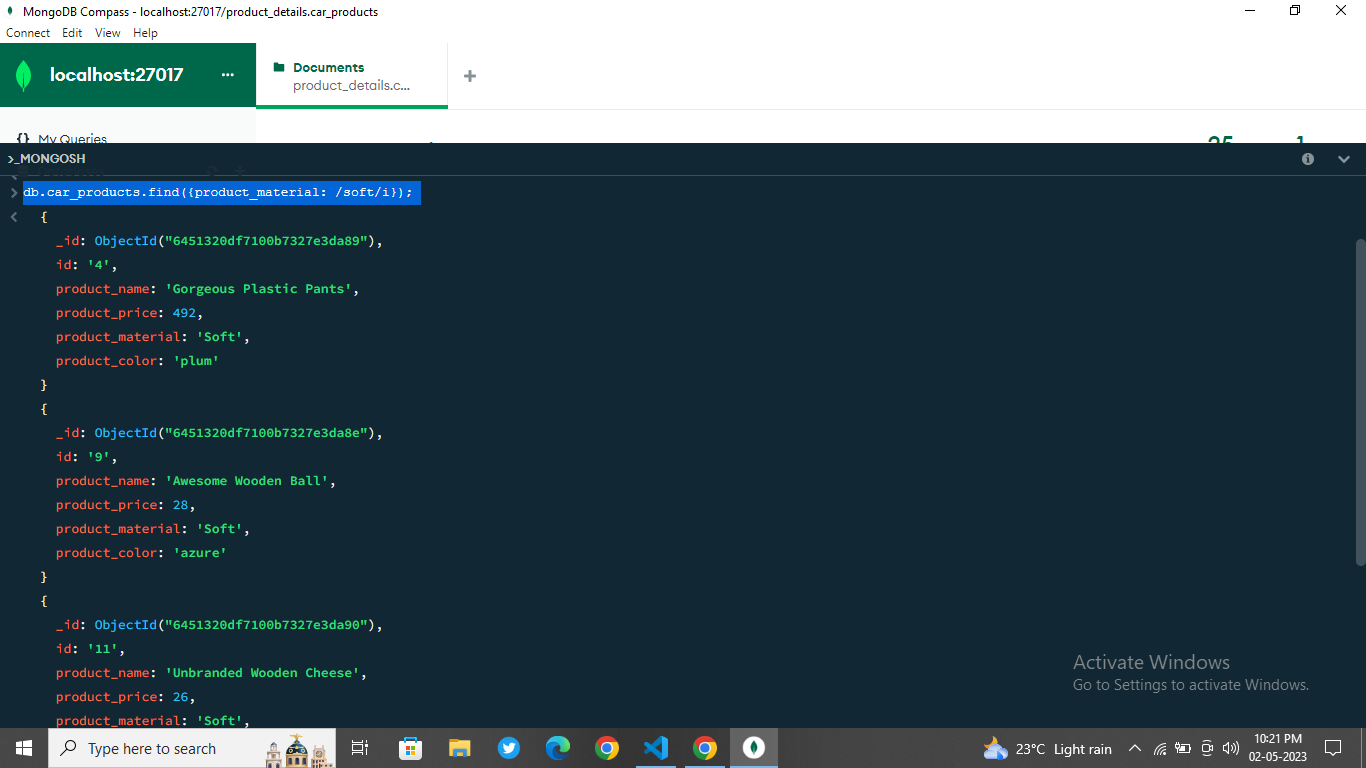 MongoDB Compass - localhost:27017/product_details.car_products
Connect Edit View Help
localhost:27017 ...
Documents
product_details.c...
{} My Queries
25 1
>_MONGOSH
db.car_products.find({product_material: /soft/i});
{
_id: ObjectId("6451320df7100b7327e3da89"),
id: '4',
product_name: 'Gorgeous Plastic Pants',
product_price: 492,
product_material: 'Soft',
product_color: 'plum'
}
{
_id: ObjectId("6451320df7100b7327e3da8e"),
id: '9',
product_name: 'Awesome Wooden Ball',
product_price: 28,
product_material: 'Soft',
product_color: 'azure'
}
{
_id: ObjectId("6451320df7100b7327e3da90"),
id: '11',
product_name: 'Unbranded Wooden Cheese',
product_price: 26,
product_material: 'Soft',
Activate Windows
Go to Settings to activate Windows.
Type here to search
23°C Light rain
10:21 PM
02-05-2023